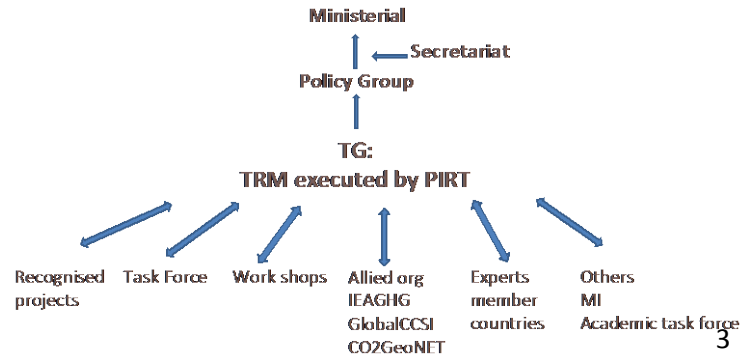 Ministerial
Secretariat
Policy Group
TG:
TRM executed by PIRT
Recognised projects
Task Force
Work shops
Allied org
IEAGHG
GlobalCCSI
CO2GeoNET
Experts
member
countries
Others
MI
Academic task force
3